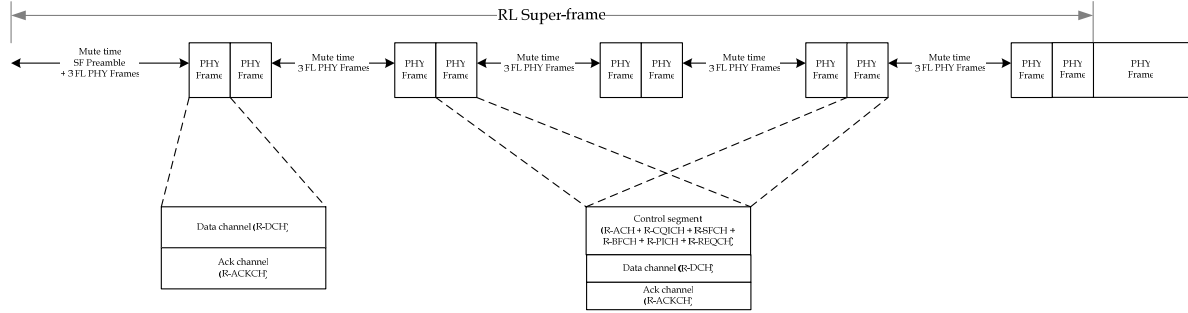 RL Super-frame
Mute time
SF Preamble
+ 3 FL PHY Frames
PHY
Frame
PHY
Frame
Mute time
3 FL PHY Frames
PHY
Frame
PHY
Frame
Mute time
3 FL PHY Frames
PHY
Frame
PHY
Frame
Mute time
3 FL PHY Frames
PHY
Frame
PHY
Frame
Mute time
3 FL PHY Frames
PHY
Frame
PHY
Frame
PHY
Frame
Data channel (R-DCH)
Ack channel
(R-ACKCH)
Control segment
(R-ACH + R-CQICH + R-SFCH +
R-BFCH + R-PICH + R-REQCH)
Data channel (R-DCH)
Ack channel
(R-ACKCH)